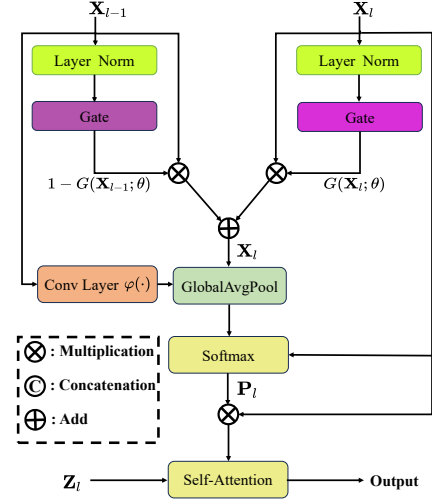 X_{l−1}
X_l
Layer Norm
Layer Norm
Gate
Gate
1 − G(X_{l−1}; θ)
G(X_l; θ)
X_l
Conv Layer φ(·)
GlobalAvgPool
: Multiplication
Softmax
C : Concatenation
P_l
: Add
Z_l
Self-Attention
Output